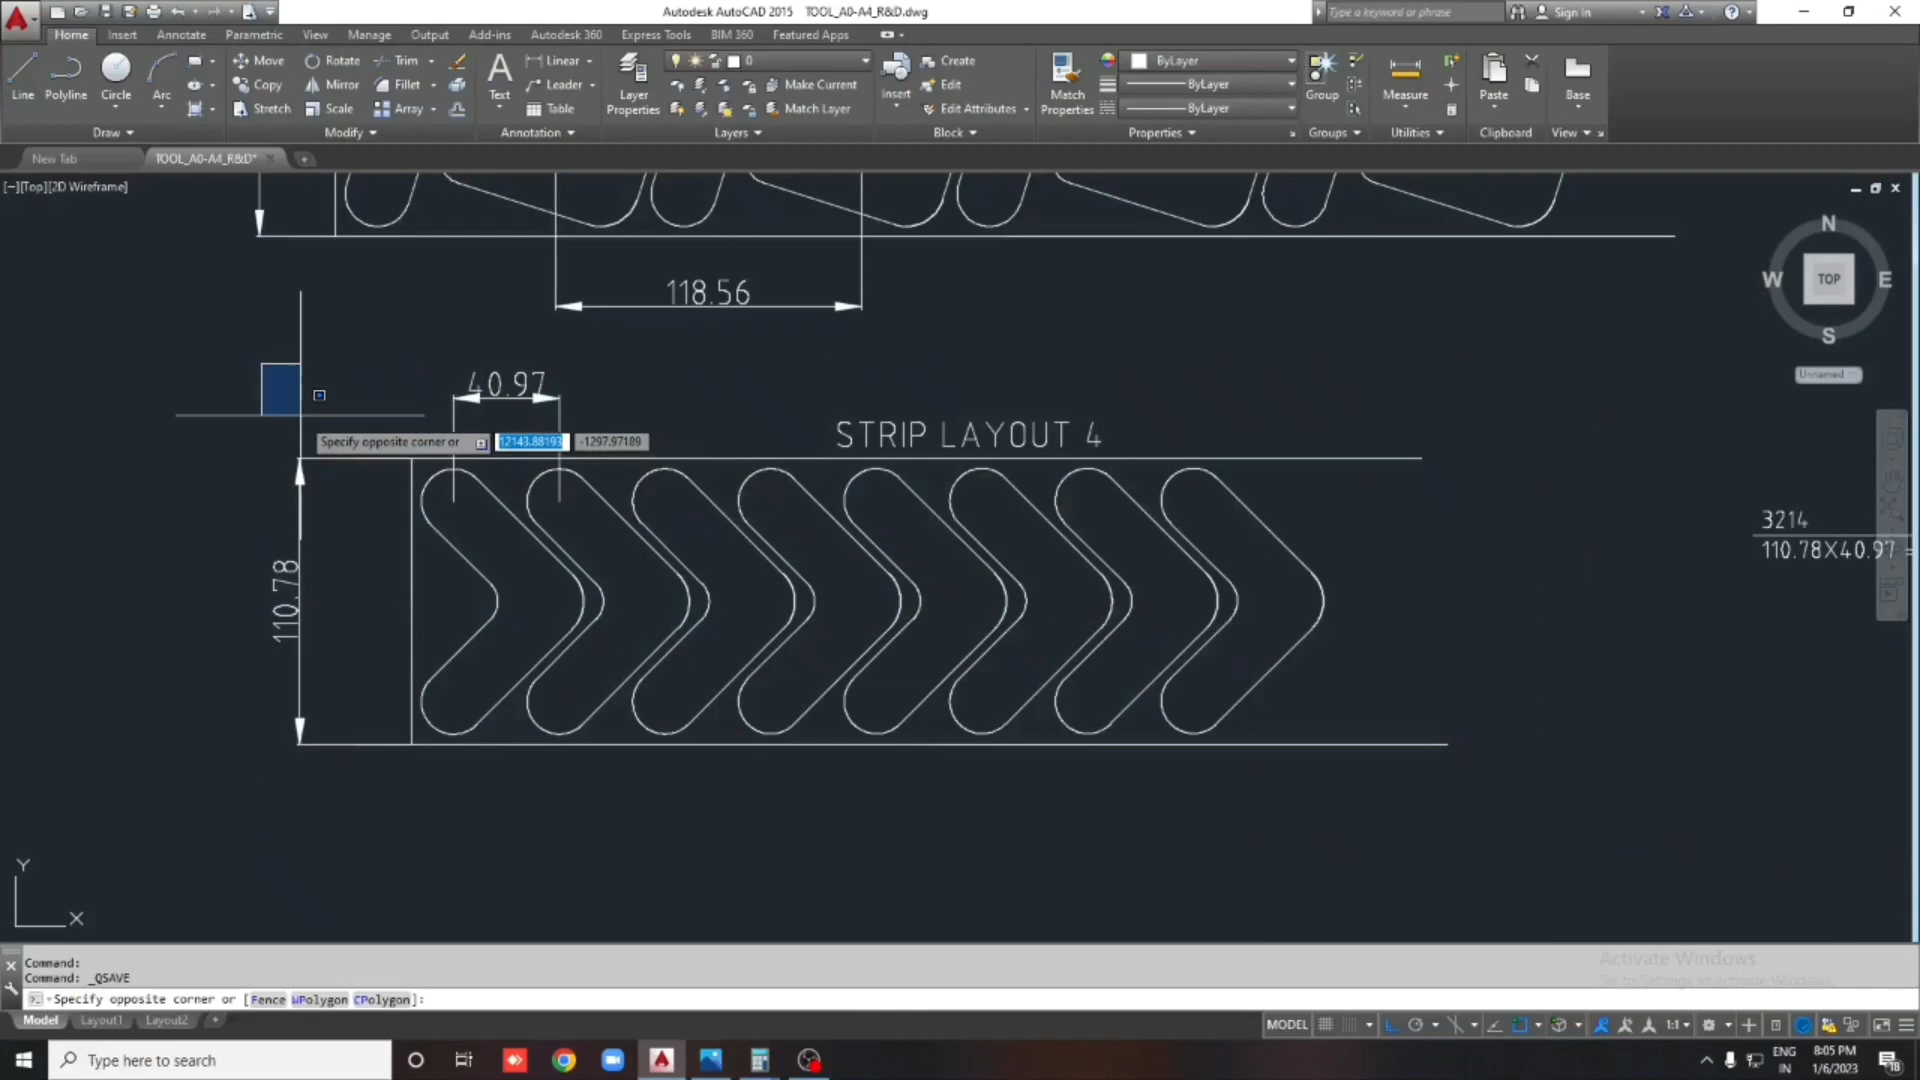 Autodesk AutoCAD 2015 TOOL_A0-A4_R&D.dwg
Type a keyword or phrase
Sign In
Home Insert Annotate Parametric View Manage Output Add-ins Autodesk 360 Express Tools BIM 360 Featured Apps
Move Rotate Trim Linear 0 Create ByLayer
Copy Mirror Fillet Leader Make Current Edit ByLayer
Line Polyline Circle Arc Text Layer Properties Insert Match Properties Group Measure Paste Base
Stretch Scale Array Table Match Layer Edit Attributes ByLayer
Draw Modify Annotation Layers Block Properties Groups Utilities Clipboard View
New Tab TOOL_A0-A4_R&D*
[−][Top][2D Wireframe]
N
W TOP E
S
Unnamed
118.56
40.97
STRIP LAYOUT 4
Specify opposite corner or 12143.88193 -1297.97189
110.78
3214
110.78X40.97 =
Y
X
Command:
Command: _QSAVE
Specify opposite corner or [Fence WPolygon CPolygon]:
Activate Windows
Model Layout1 Layout2 +
MODEL 1:1
Type here to search
ENG
IN
8:05 PM
1/6/2023
18